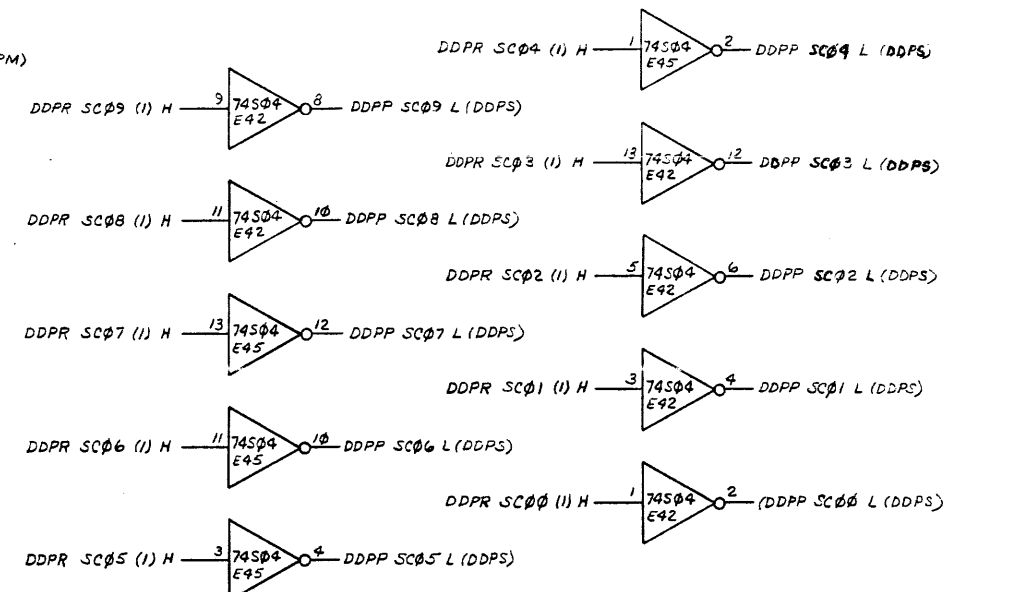 PM)
DDPR SCØ9 (1) H 9 74SØ4 E42 8 DDPP SCØ9 L (DDPS)
DDPR SCØ8 (1) H 11 74SØ4 E42 1Ø DDPP SCØ8 L (DDPS)
DDPR SCØ7 (1) H 13 74SØ4 E45 12 DDPP SCØ7 L (DDPS)
DDPR SCØ6 (1) H 11 74SØ4 E45 1Ø DDPP SCØ6 L (DDPS)
DDPR SCØ5 (1) H 3 74SØ4 E45 4 DDPP SCØ5 L (DDPS)
DDPR SCØ4 (1) H 1 74SØ4 E45 2 DDPP SCØ4 L (DDPS)
DDPR SCØ3 (1) H 13 74SØ4 E42 12 DDPP SCØ3 L (DDPS)
DDPR SCØ2 (1) H 5 74SØ4 E42 6 DDPP SCØ2 L (DDPS)
DDPR SCØ1 (1) H 3 74SØ4 E42 4 DDPP SCØ1 L (DDPS)
DDPR SCØØ (1) H 1 74SØ4 E42 2 (DDPP SCØØ L (DDPS)